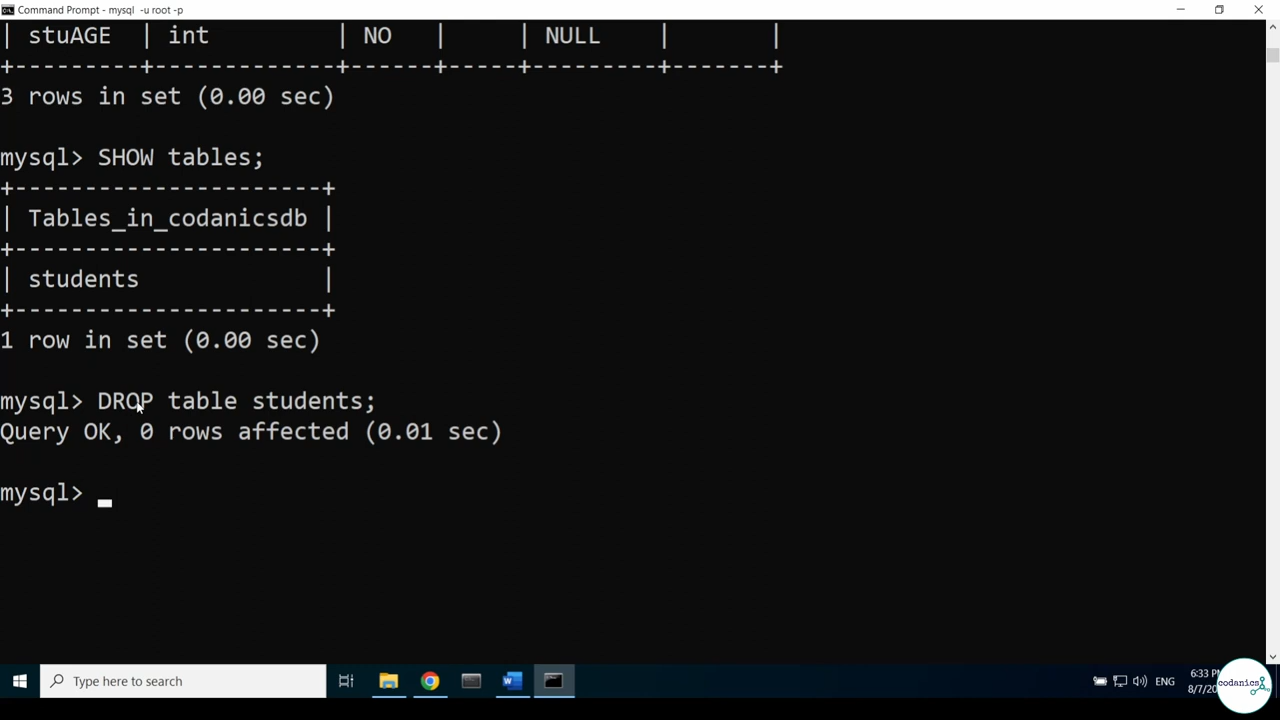 Command Prompt - mysql -u root -p
| stuAGE | int | NO | | NULL | |
+---------+-------------+------+-----+---------+-------+
3 rows in set (0.00 sec)
mysql> SHOW tables;
+-----------------------+
| Tables_in_codanicsdb |
+-----------------------+
| students |
+-----------------------+
1 row in set (0.00 sec)
mysql> DROP table students;
Query OK, 0 rows affected (0.01 sec)
mysql>
Type here to search
ENG
6:33
codanics